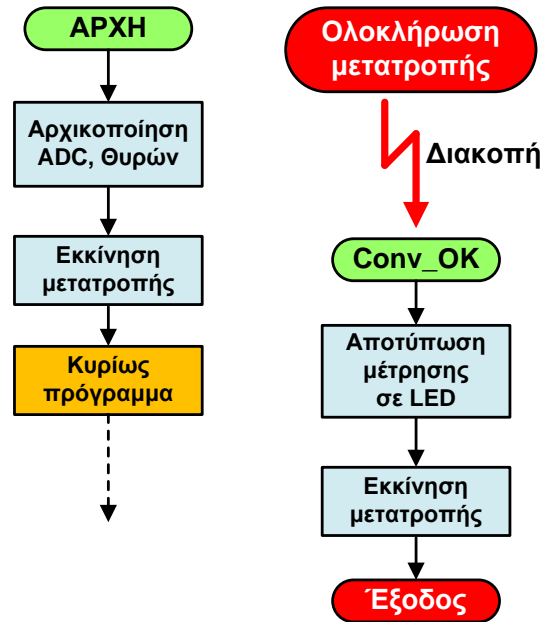 ΑΡΧΗ
Αρχικοποίηση
ADC, Θυρών
Εκκίνηση
μετατροπής
Κυρίως
πρόγραμμα
Ολοκλήρωση
μετατροπής
Διακοπή
Conv_OK
Αποτύπωση
μέτρησης
σε LED
Εκκίνηση
μετατροπής
Έξοδος